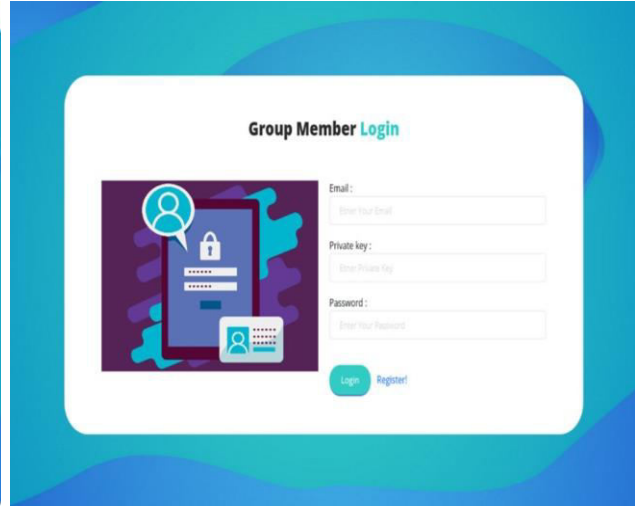 Group Member Login
Email :
Enter Your Email
Private key :
Enter Private Key
Password :
Enter Your Password
Login Register!